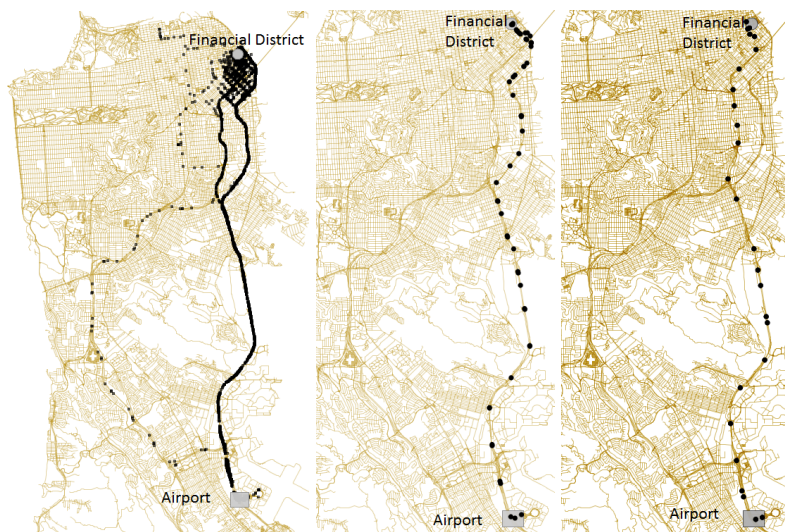 Financial District
Airport
Financial
District
Airport
Financial
District
Airport